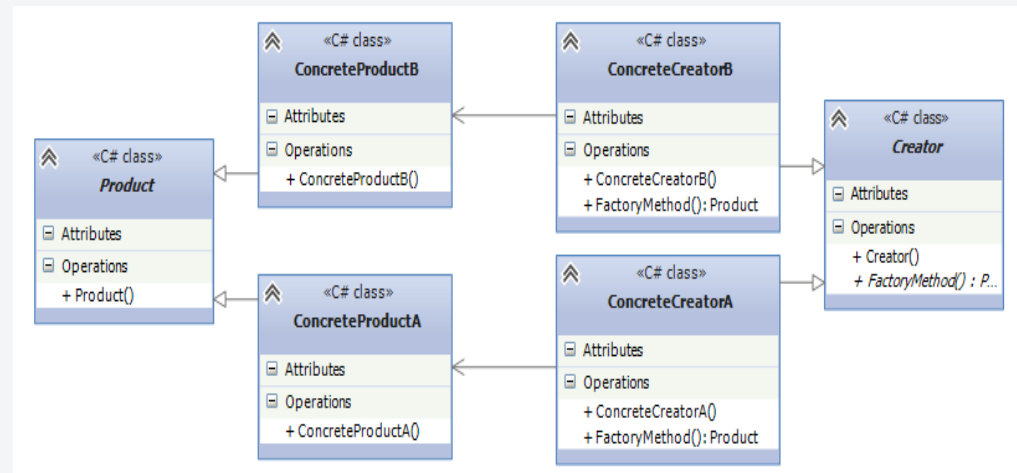 «C# class»
ConcreteProductB
Attributes
Operations
+ ConcreteProductB()
«C# class»
ConcreteCreatorB
Attributes
Operations
+ ConcreteCreatorB()
+ FactoryMethod(): Product
«C# class»
Creator
Attributes
Operations
+ Creator()
+ FactoryMethod() : P...
«C# class»
Product
Attributes
Operations
+ Product()
«C# class»
ConcreteProductA
Attributes
Operations
+ ConcreteProductA()
«C# class»
ConcreteCreatorA
Attributes
Operations
+ ConcreteCreatorA()
+ FactoryMethod(): Product